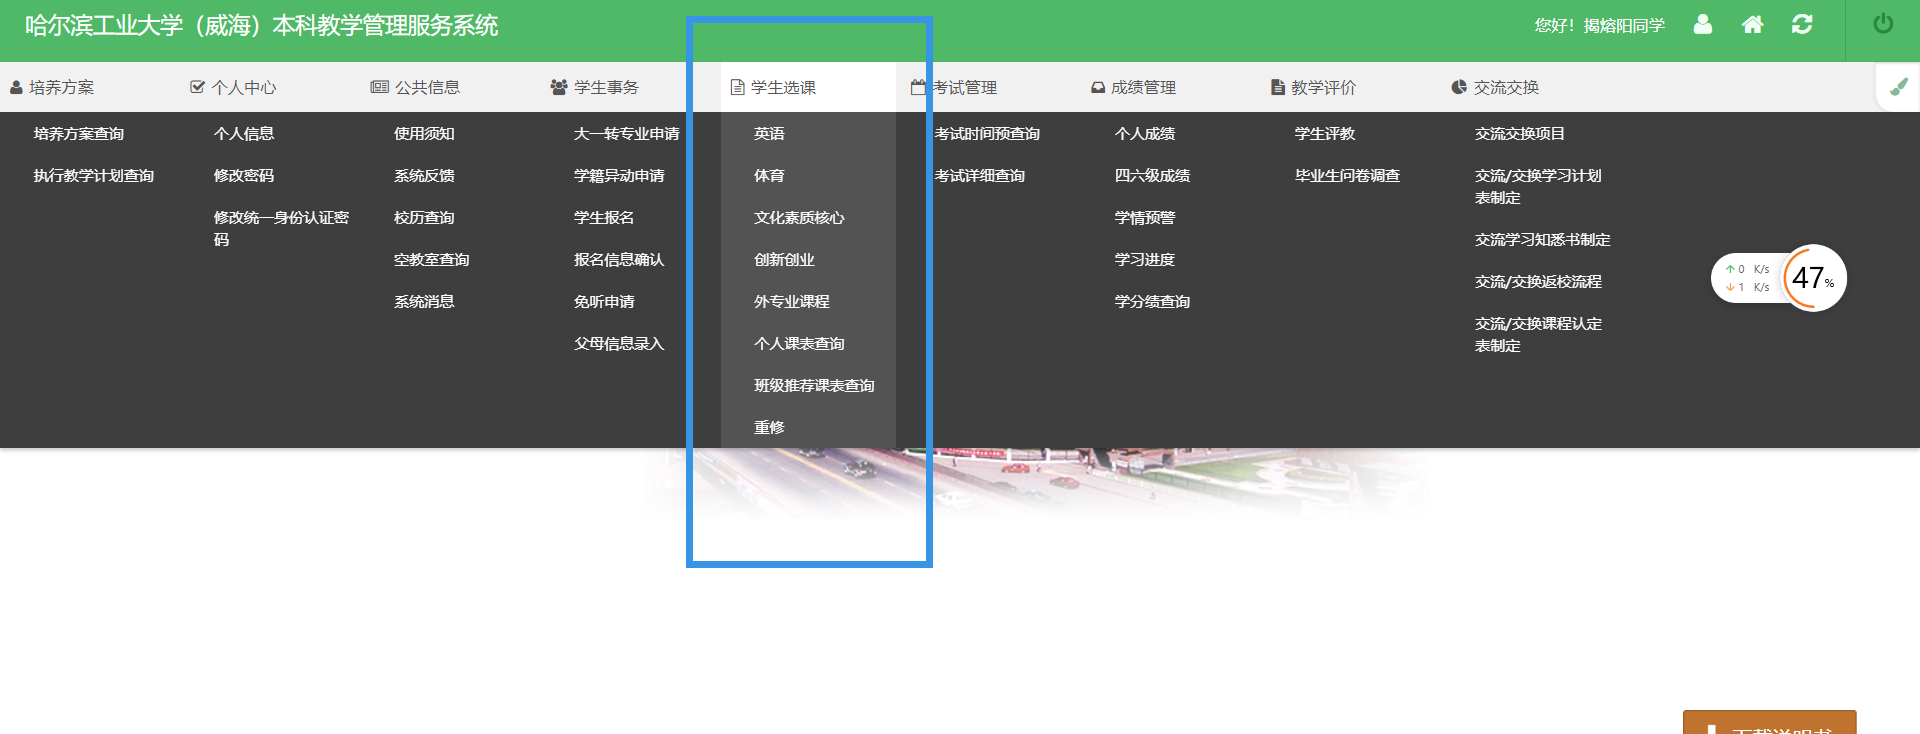 哈尔滨工业大学（威海）本科教学管理服务系统
您好！揭熔阳同学
培养方案
个人中心
公共信息
学生事务
学生选课
考试管理
成绩管理
教学评价
交流交换
培养方案查询
执行教学计划查询
个人信息
修改密码
修改统一身份认证密
码
使用须知
系统反馈
校历查询
空教室查询
系统消息
大一转专业申请
学籍异动申请
学生报名
报名信息确认
免听申请
父母信息录入
英语
体育
文化素质核心
创新创业
外专业课程
个人课表查询
班级推荐课表查询
重修
考试时间预查询
考试详细查询
个人成绩
四六级成绩
学情预警
学习进度
学分绩查询
学生评教
毕业生问卷调查
交流交换项目
交流/交换学习计划
表制定
交流学习知悉书制定
交流/交换返校流程
交流/交换课程认定
表制定
0 K/s
1 K/s
47%
下载说明书